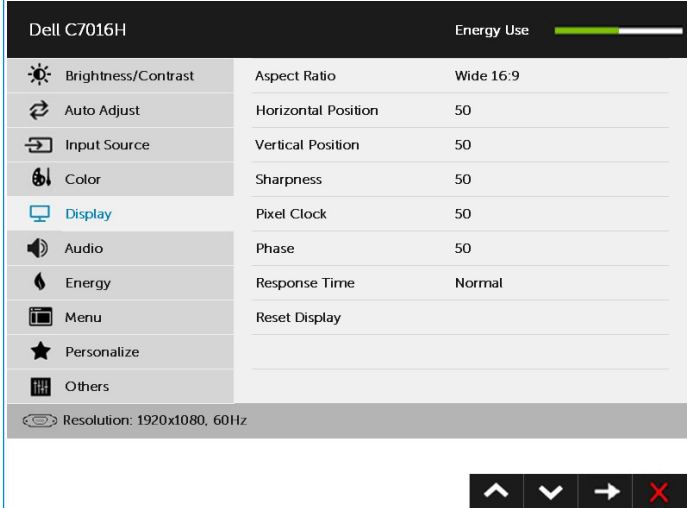 Dell C7016H Energy Use
Brightness/Contrast Aspect Ratio Wide 16:9
Auto Adjust Horizontal Position 50
Input Source Vertical Position 50
Color Sharpness 50
Display Pixel Clock 50
Audio Phase 50
Energy Response Time Normal
Menu Reset Display
Personalize
Others
Resolution: 1920x1080, 60Hz